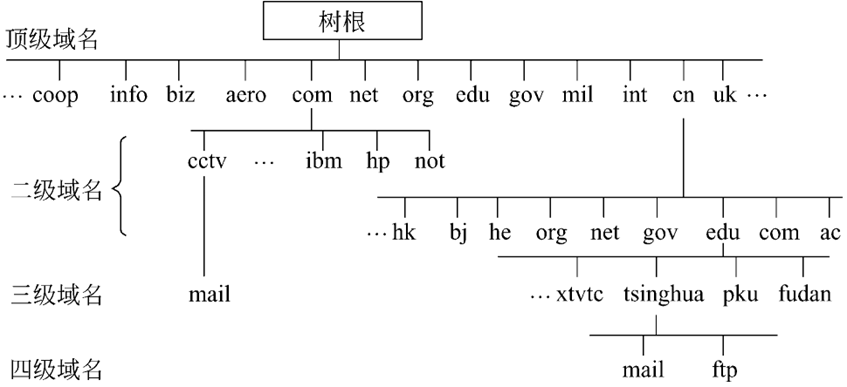 树根
顶级域名
… coop info biz aero com net org edu gov mil int cn uk …
cctv … ibm hp not
二级域名
… hk bj he org net gov edu com ac
三级域名 mail … xtvtc tsinghua pku fudan
四级域名 mail ftp